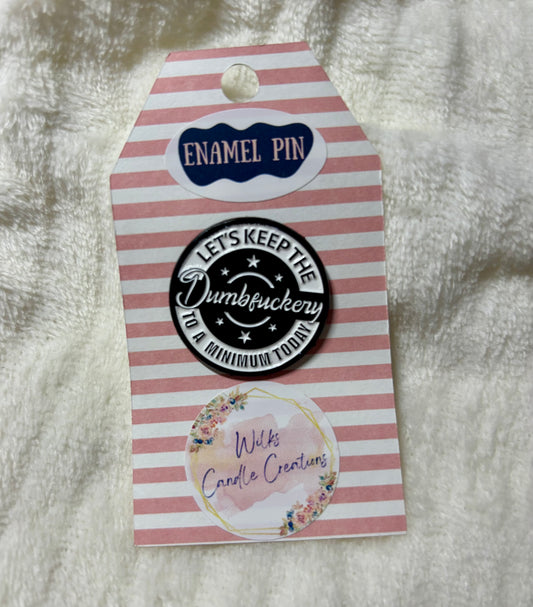 ENAMEL PIN
LET'S KEEP THE
Dumbfuckery
TO A MINIMUM TODAY
Wilks
Candle Creations